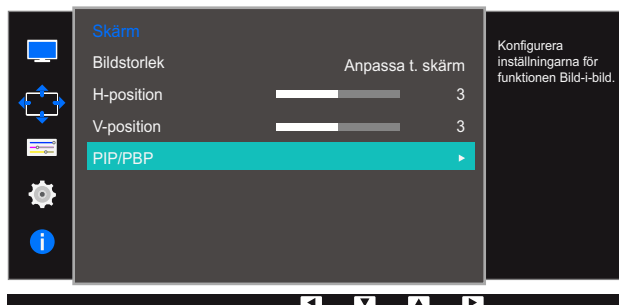 Skärm
Bildstorlek Anpassa t. skärm
H-position 3
V-position 3
PIP/PBP
Konfigurera
inställningarna för
funktionen Bild-i-bild.